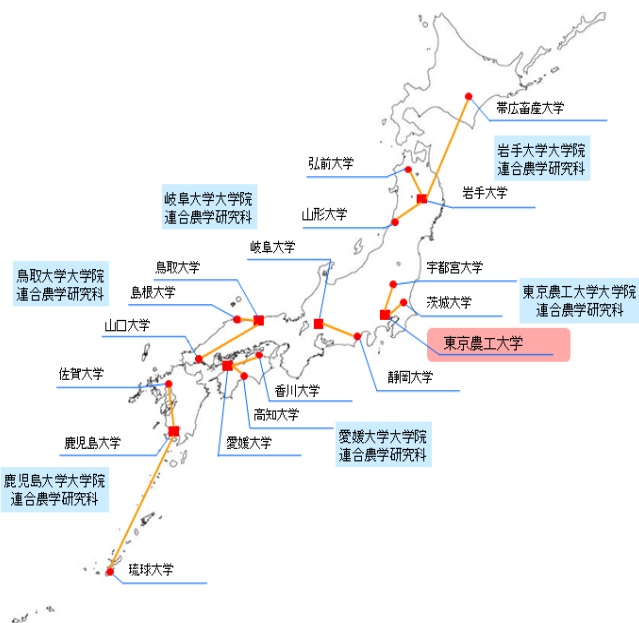 帯広畜産大学
岩手大学大学院
連合農学研究科
弘前大学
岩手大学
岐阜大学大学院
連合農学研究科
山形大学
岐阜大学
鳥取大学大学院
連合農学研究科
鳥取大学
宇都宮大学
島根大学
茨城大学
東京農工大学大学院
連合農学研究科
山口大学
東京農工大学
佐賀大学
静岡大学
香川大学
高知大学
鹿児島大学
愛媛大学
愛媛大学大学院
連合農学研究科
鹿児島大学大学院
連合農学研究科
琉球大学